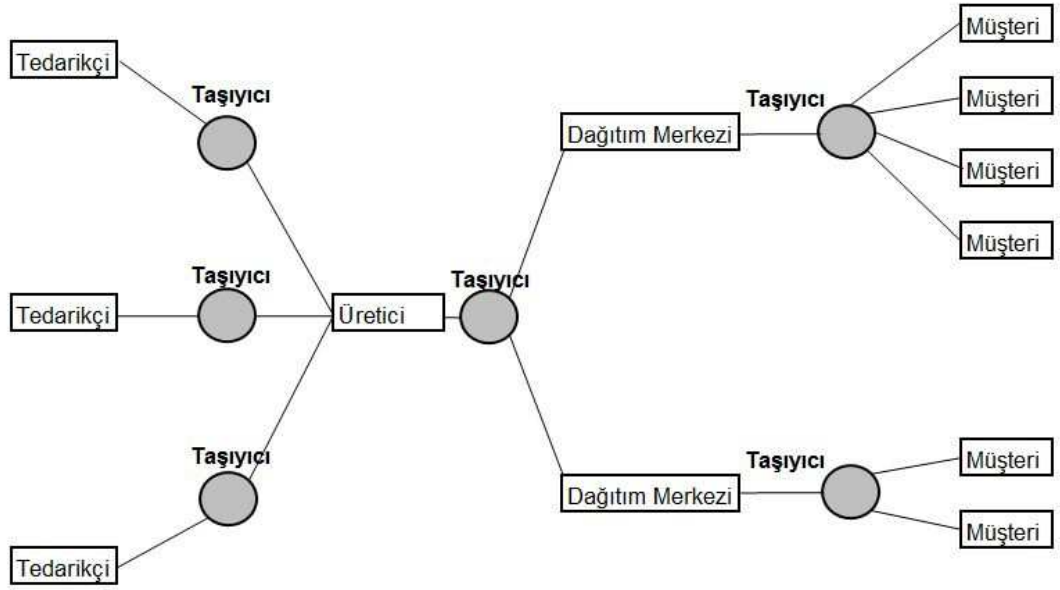 Tedarikçi
Taşıyıcı
Tedarikçi
Taşıyıcı
Tedarikçi
Taşıyıcı
Üretici
Taşıyıcı
Dağıtım Merkezi
Taşıyıcı
Müşteri
Müşteri
Müşteri
Müşteri
Dağıtım Merkezi
Taşıyıcı
Müşteri
Müşteri